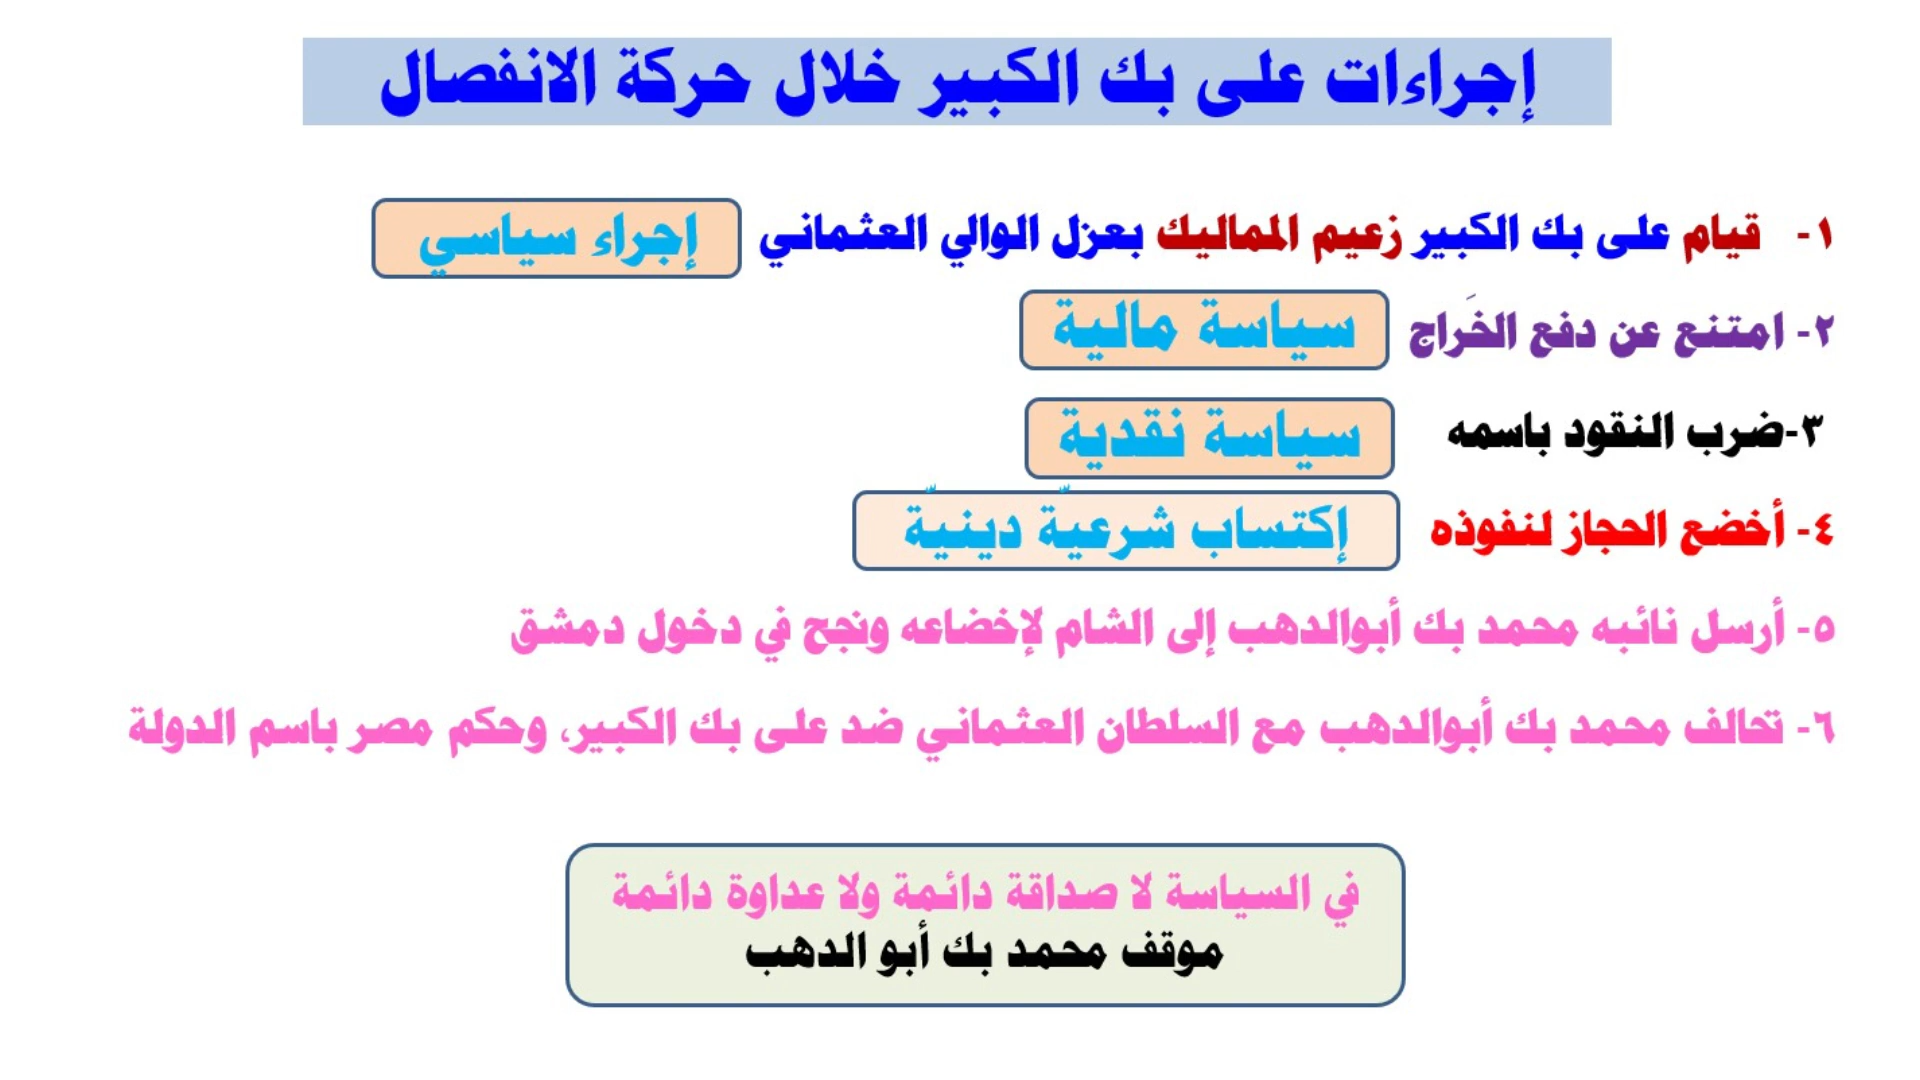 إجراءات على بك الكبير خلال حركة الانفصال
١- قيام على بك الكبير زعيم المماليك بعزل الوالي العثماني إجراء سياسي
٢- امتنع عن دفع الخَراج سياسة مالية
٣-ضرب النقود باسمه سياسة نقدية
٤- أخضع الحجاز لنفوذه إكتساب شرعيّة دينيّة
٥- أرسل نائبه محمد بك أبوالدهب إلى الشام لإخضاعه ونجح في دخول دمشق
٦- تحالف محمد بك أبوالدهب مع السلطان العثماني ضد على بك الكبير، وحكم مصر باسم الدولة
في السياسة لا صداقة دائمة ولا عداوة دائمة
موقف محمد بك أبو الدهب